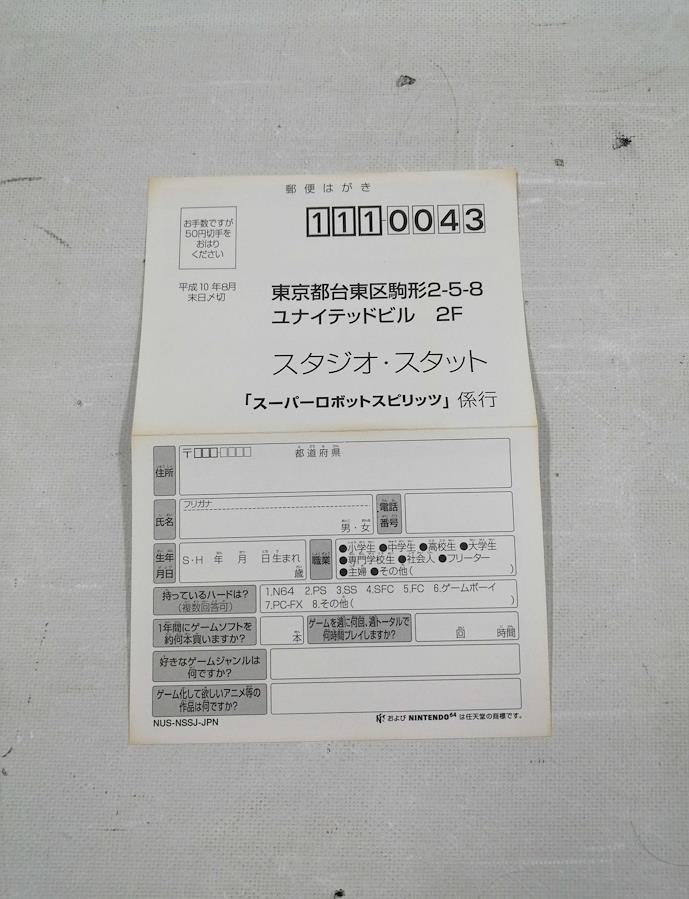 郵便はがき
お手数ですが
50円切手を
おはり
ください
111 0043
平成10年8月
末日〆切
東京都台東区駒形2-5-8
ユナイテッドビル 2F
スタジオ・スタット
「スーパーロボットスピリッツ」係行
住所
〒
都道府県
氏名
フリガナ
男・女
電話
番号
生年
月日
S・H 年 月 日生まれ
歳
職業
●小学生 ●中学生 ●高校生 ●大学生
●専門学校生 ●社会人 ●フリーター
●主婦 ●その他( )
持っているハードは?
(複数回答可)
1.N64 2.PS 3.SS 4.SFC 5.FC 6.ゲームボーイ
7.PC-FX 8.その他( )
1年間にゲームソフトを
約何本買いますか?
本
ゲームを週に何回、週トータルで
何時間プレイしますか?
回 時間
好きなゲームジャンルは
何ですか?
ゲーム化して欲しいアニメ等の
作品は何ですか?
NUS-NSSJ-JPN
および NINTENDO64 は任天堂の商標です。